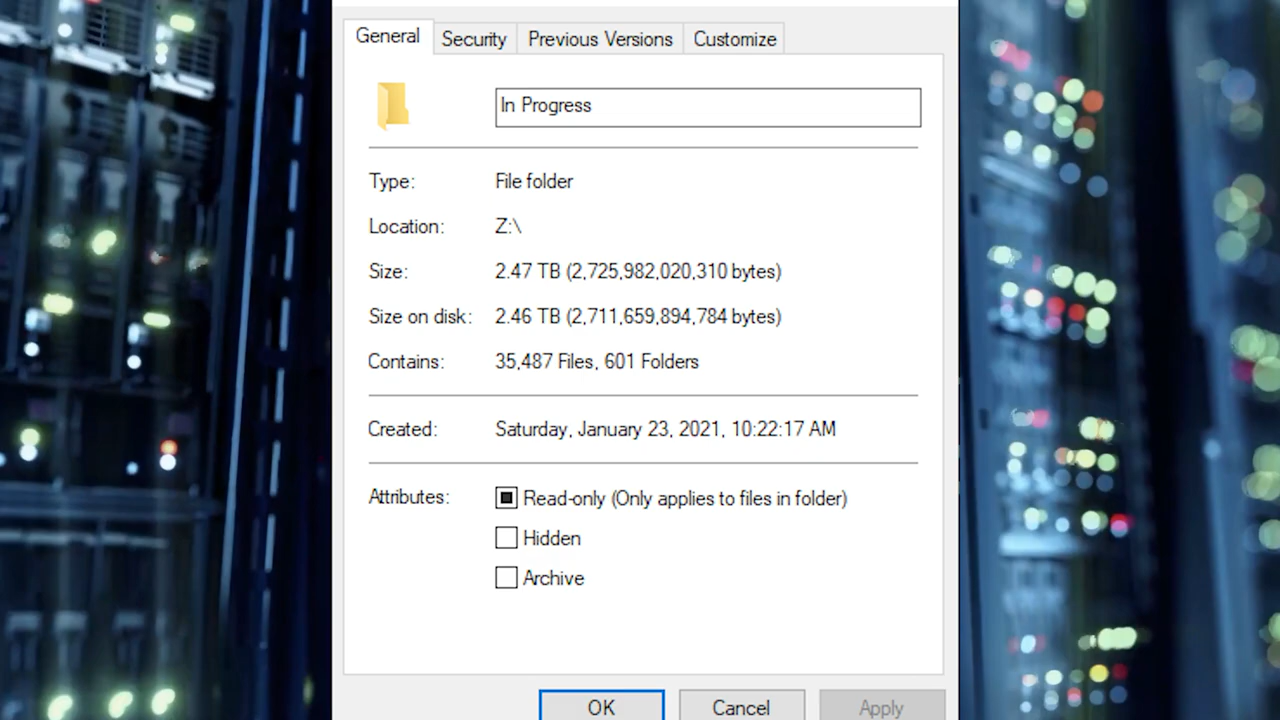 General Security Previous Versions Customize
In Progress
Type: File folder
Location: Z:\
Size: 2.47 TB (2,725,982,020,310 bytes)
Size on disk: 2.46 TB (2,711,659,894,784 bytes)
Contains: 35,487 Files, 601 Folders
Created: Saturday, January 23, 2021, 10:22:17 AM
Attributes: Read-only (Only applies to files in folder)
Hidden
Archive
OK Cancel Apply